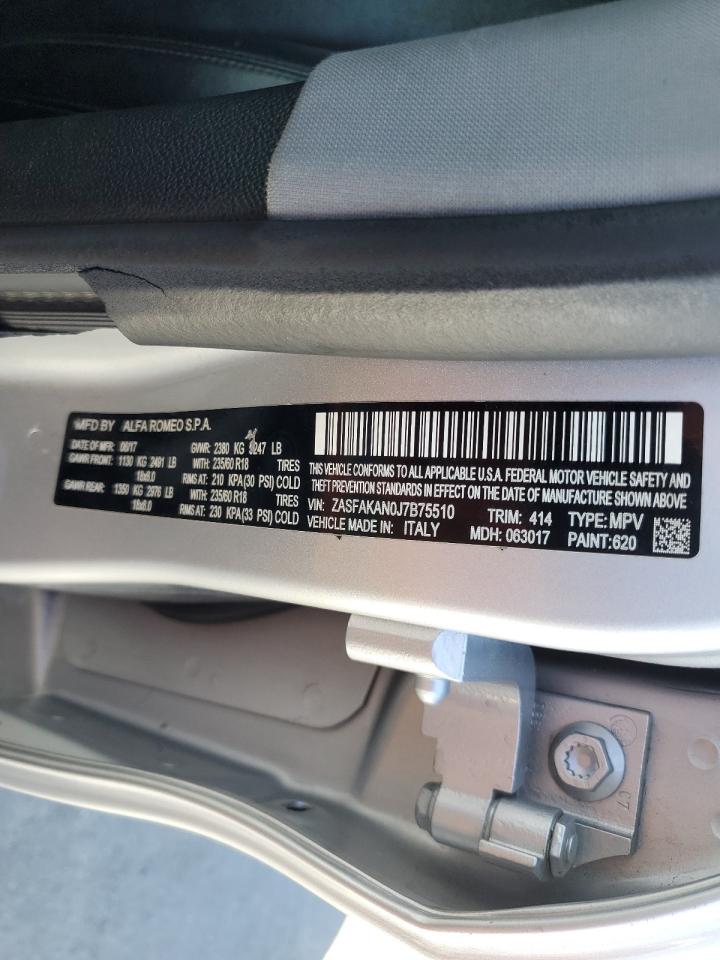 MFD BY ALFA ROMEO S.P.A.
DATE OF MFR: 06/17 GVWR: 2380 KG 5247 LB
GAWR FRONT: 1130 KG 2491 LB WITH: 235/60 R18 TIRES
18x8.0 RIMS AT: 210 KPA(30 PSI) COLD
GAWR REAR: 1350 KG 2976 LB WITH: 235/60 R18 TIRES
18x8.0 RIMS AT: 230 KPA(33 PSI) COLD
THIS VEHICLE CONFORMS TO ALL APPLICABLE U.S.A. FEDERAL MOTOR VEHICLE SAFETY AND
THEFT PREVENTION STANDARDS IN EFFECT ON THE DATE OF MANUFACTURE SHOWN ABOVE
VIN: ZASFAKAN0J7B75510 TRIM: 414 TYPE: MPV
VEHICLE MADE IN: ITALY MDH: 063017 PAINT:620
C7